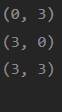 (0, 3)
(3, 0)
(3, 3)